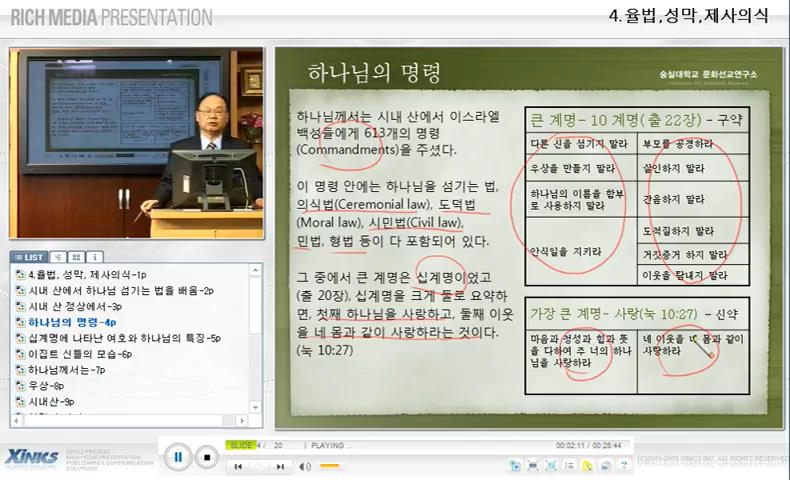 RICH MEDIA PRESENTATION
4.율법,성막,제사의식
하나님의 명령
숭실대학교 문화선교연구소
하나님께서는 시내 산에서 이스라엘
백성들에게 613개의 명령
(Commandments)을 주셨다.
이 명령 안에는 하나님을 섬기는 법,
의식법(Ceremonial law), 도덕법
(Moral law), 시민법(Civil law),
민법, 형법 등이 다 포함되어 있다.
그 중에서 큰 계명은 십계명이었고
(출 20장), 십계명을 크게 둘로 요약하
면, 첫째 하나님을 사랑하고, 둘째 이웃
을 네 몸과 같이 사랑하라는 것이다.
(눅 10:27)
큰 계명– 10 계명(출 22장) - 구약
다른 신을 섬기지 말라
부모를 공경하라
우상을 만들지 말라
살인하지 말라
하나님의 이름을 함부
로 사용하지 말라
간음하지 말라
안식일을 지키라
도적질하지 말라
거짓증거 하지 말라
이웃을 탐내지 말라
가장 큰 계명– 사랑(눅 10:27) - 신약
마음과 정성과 힘과 뜻
을 다하여 주 너의 하나
님을 사랑하라
네 이웃을 네 몸과 같이
사랑하라
LIST
4.율법, 성막, 제사의식-1p
시내 산에서 하나님 섬기는 법을 배움-2p
시내 산 정상에서-3p
하나님의 명령-4p
십계명에 나타난 여호와 하나님의 특징-5p
이집트 신들의 모습-6p
하나님께서는-7p
우상-8p
시내산-9p
XINICS
XINICS PRESENT
RICHMEDIA PRESENTATION
PUBLISHING COMMUNICATION
SOLUTIONS
SLIDE 4 / 20 PLAYING ...
00:02:11 / 00:28:44
(C)2001-2005 XINICS INC. ALL RIGHTS RESERVED